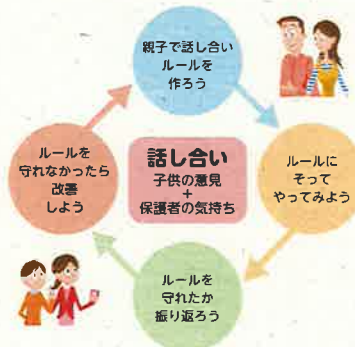 親子で話し合い
ルールを
作ろう
ルールに
そって
やってみよう
ルールを
守れたか
振り返ろう
ルールを
守れなかったら
改善
しよう
話し合い
子供の意見
+
保護者の気持ち